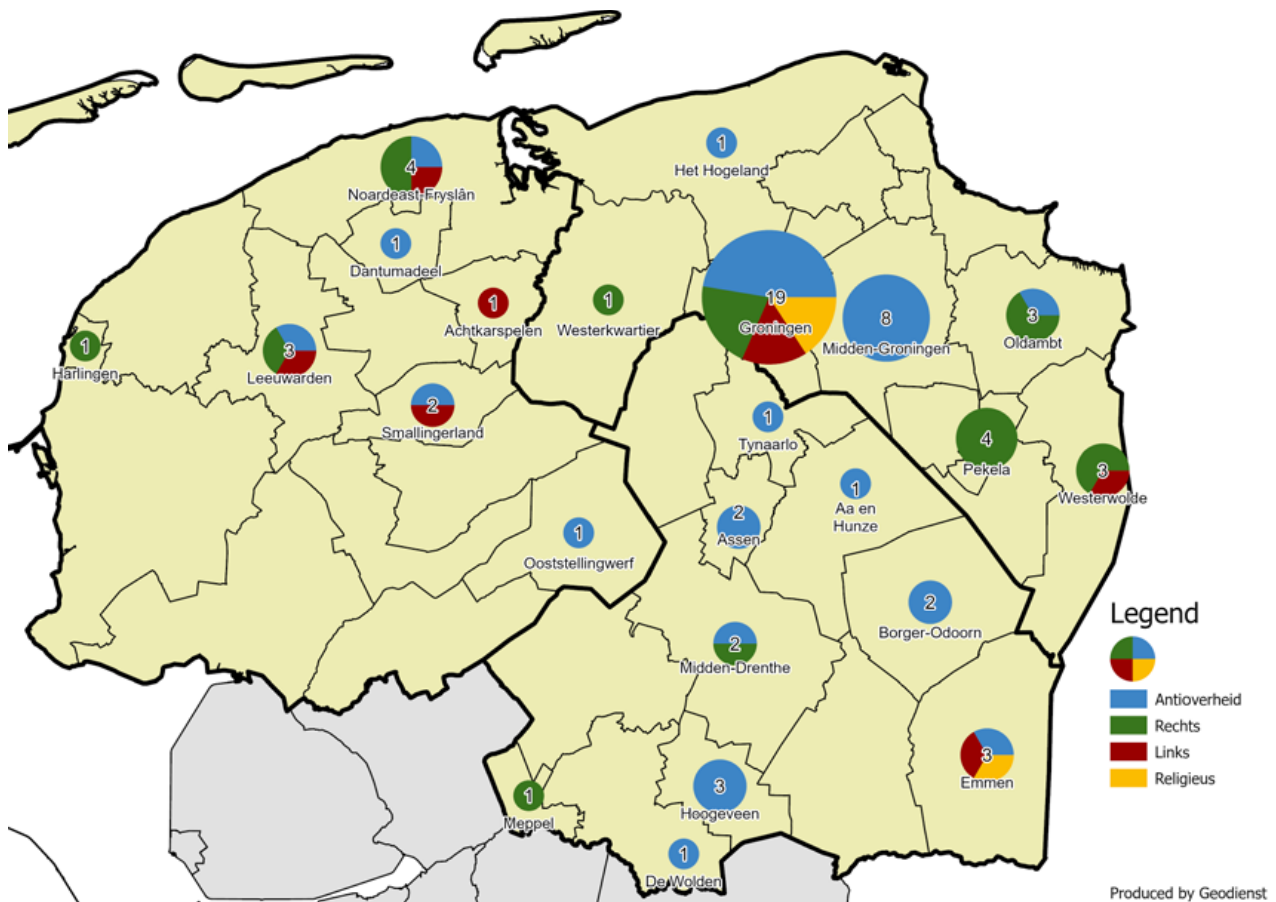 1
Het Hogeland
4
Noardeast-Fryslân
1
Dantumadeel
1
Achtkarspelen
1
Westerkwartier
19
Groningen
8
Midden-Groningen
3
Oldambt
1
Harlingen
3
Leeuwarden
2
Smallingerland
1
Tynaarlo
4
Pekela
3
Westerwolde
1
Aa en
Hunze
2
Assen
1
Ooststellingwerf
2
Borger-Odoorn
2
Midden-Drenthe
3
Emmen
3
Hoogeveen
1
Meppel
1
De Wolden
Legend
Antioverheid
Rechts
Links
Religieus
Produced by Geodienst